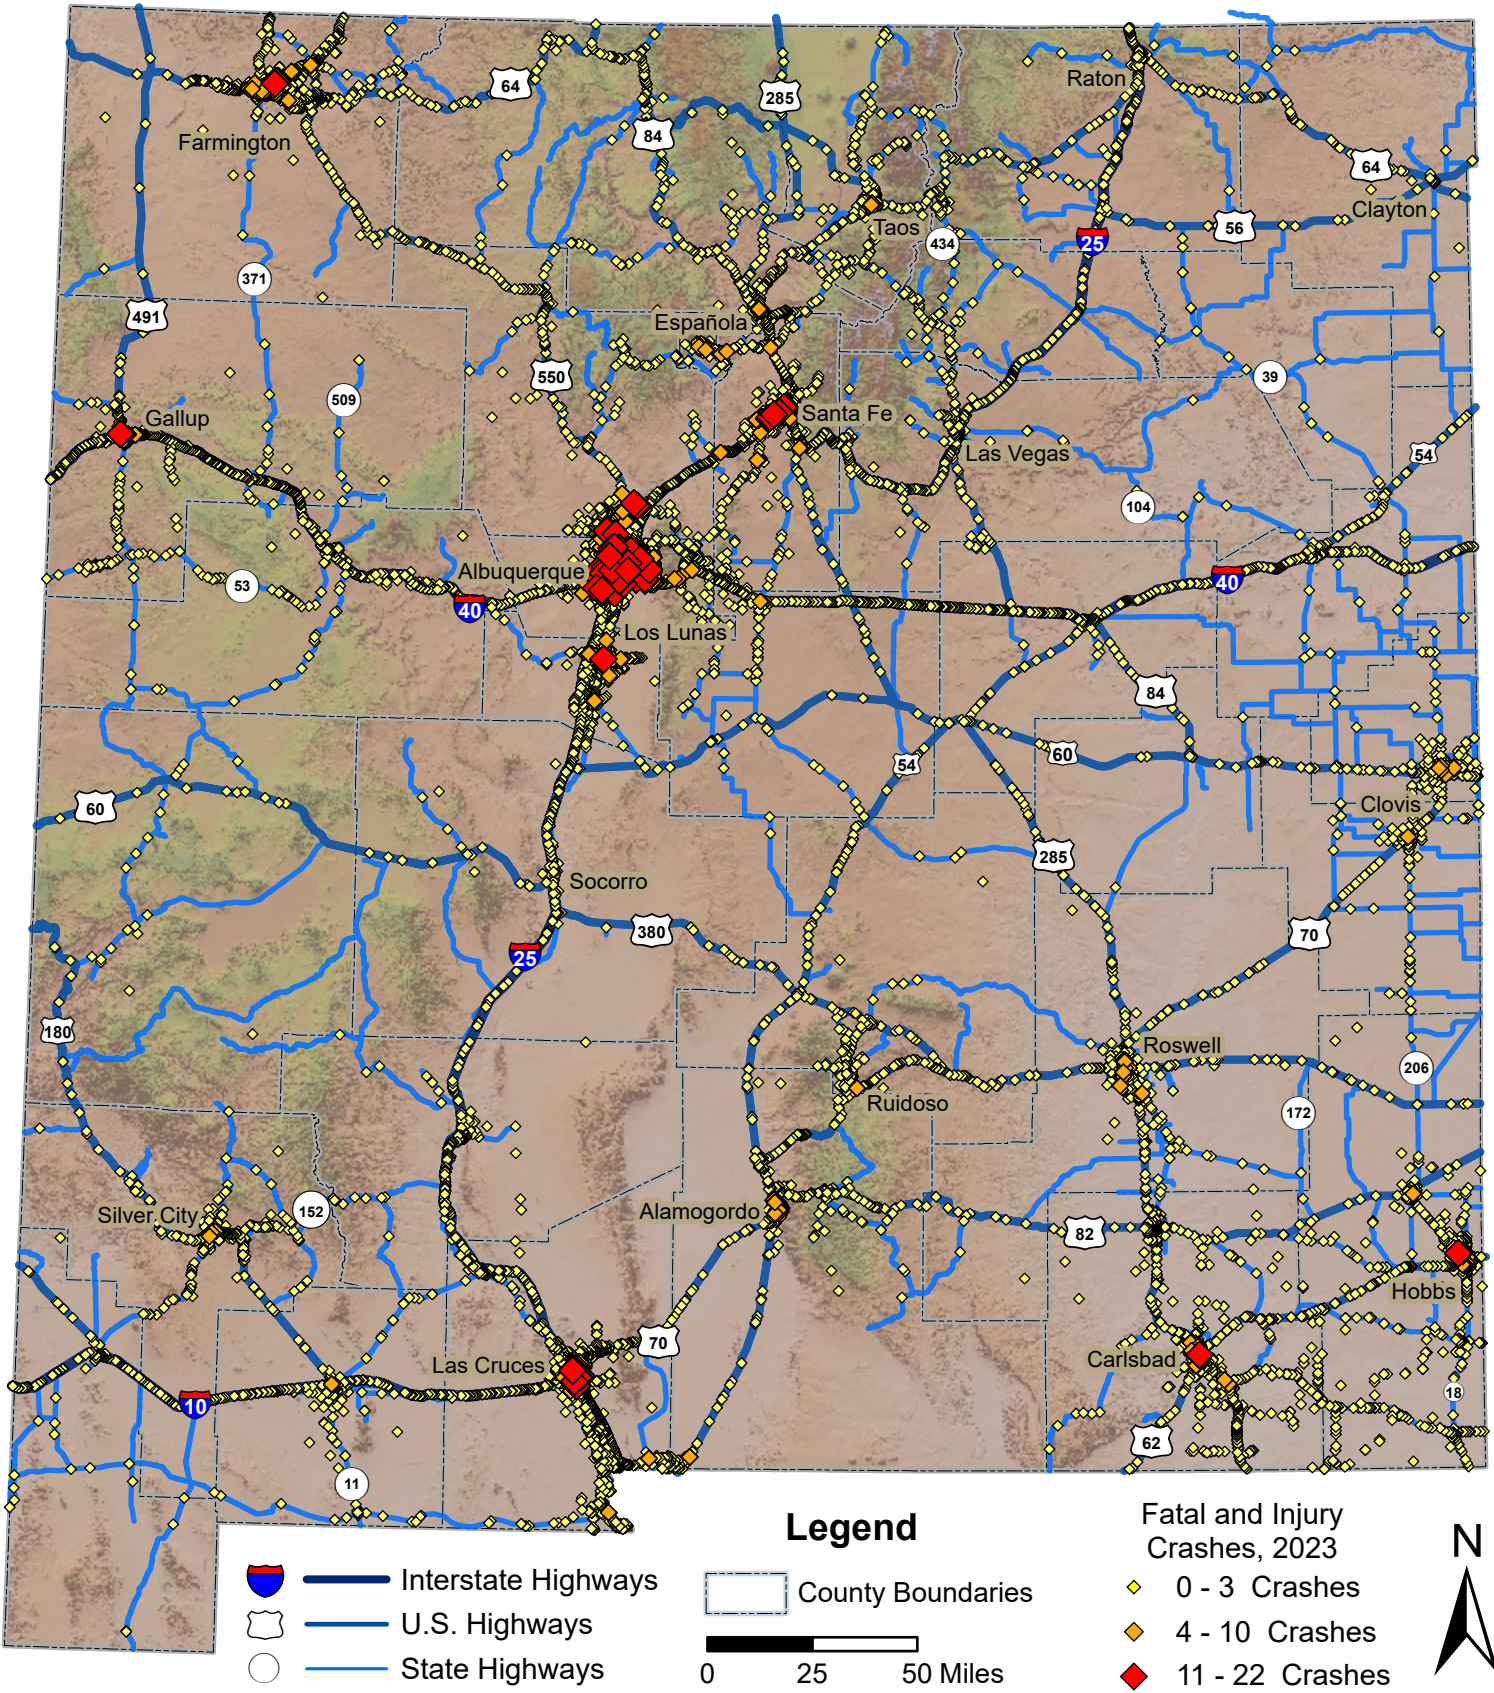 64
285
Raton
84
Farmington
64
Clayton
Taos
56
434
25
371
491
Española
550
39
509
Gallup
Santa Fe
Las Vegas
54
104
53
Albuquerque
40
40
Los Lunas
84
60
54
60
Clovis
285
Socorro
380
70
25
180
Roswell
206
Ruidoso
172
152
Silver City
Alamogordo
82
Hobbs
70
Las Cruces
Carlsbad
18
10
62
11
Legend
Interstate Highways
U.S. Highways
State Highways
County Boundaries
0 25 50 Miles
Fatal and Injury
Crashes, 2023
0 - 3 Crashes
4 - 10 Crashes
11 - 22 Crashes
N